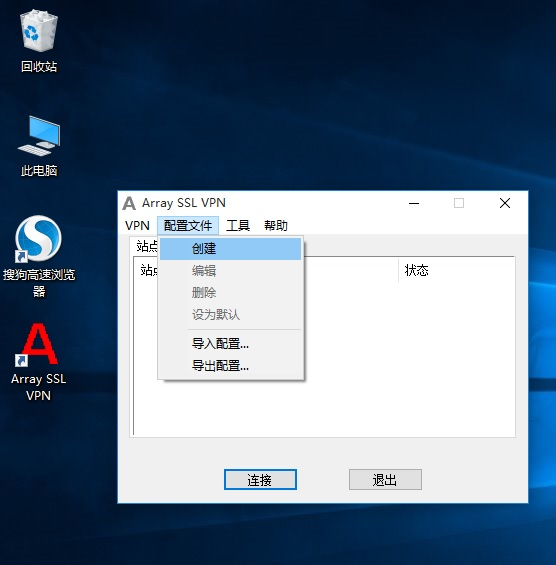 回收站
此电脑
搜狗高速浏览
器
Array SSL
VPN
Array SSL VPN
VPN 配置文件 工具 帮助
站点
创建
状态
编辑
删除
设为默认
导入配置...
导出配置...
连接
退出